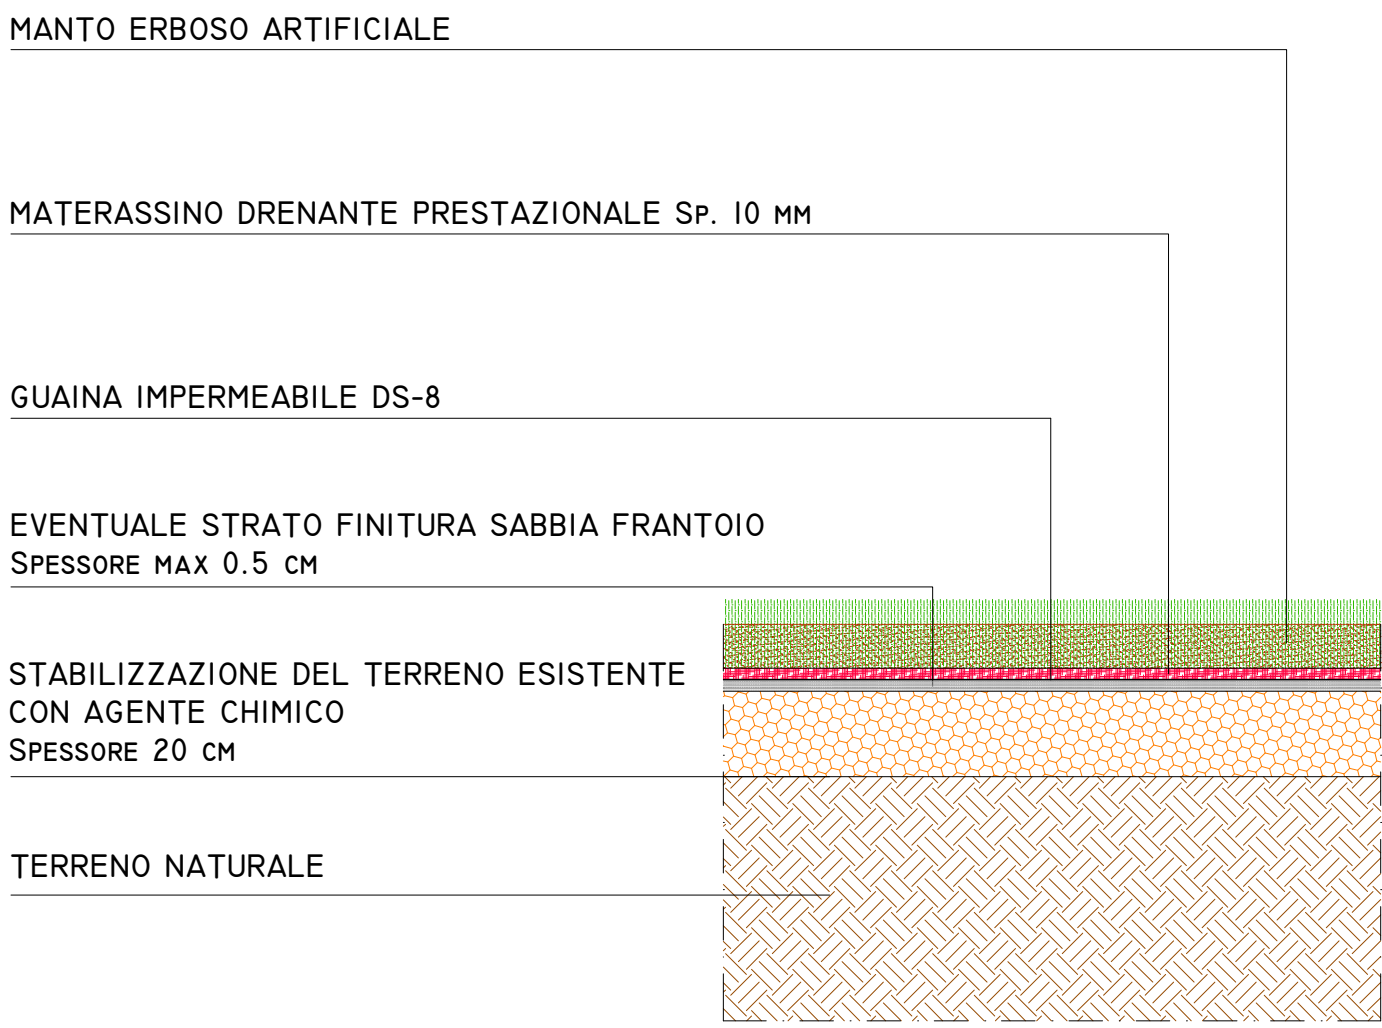 MANTO ERBOSO ARTIFICIALE
MATERASSINO DRENANTE PRESTAZIONALE SP. 10 MM
GUAINA IMPERMEABILE DS-8
EVENTUALE STRATO FINITURA SABBIA FRANTOIO
SPESSORE MAX 0.5 CM
STABILIZZAZIONE DEL TERRENO ESISTENTE
CON AGENTE CHIMICO
SPESSORE 20 CM
TERRENO NATURALE